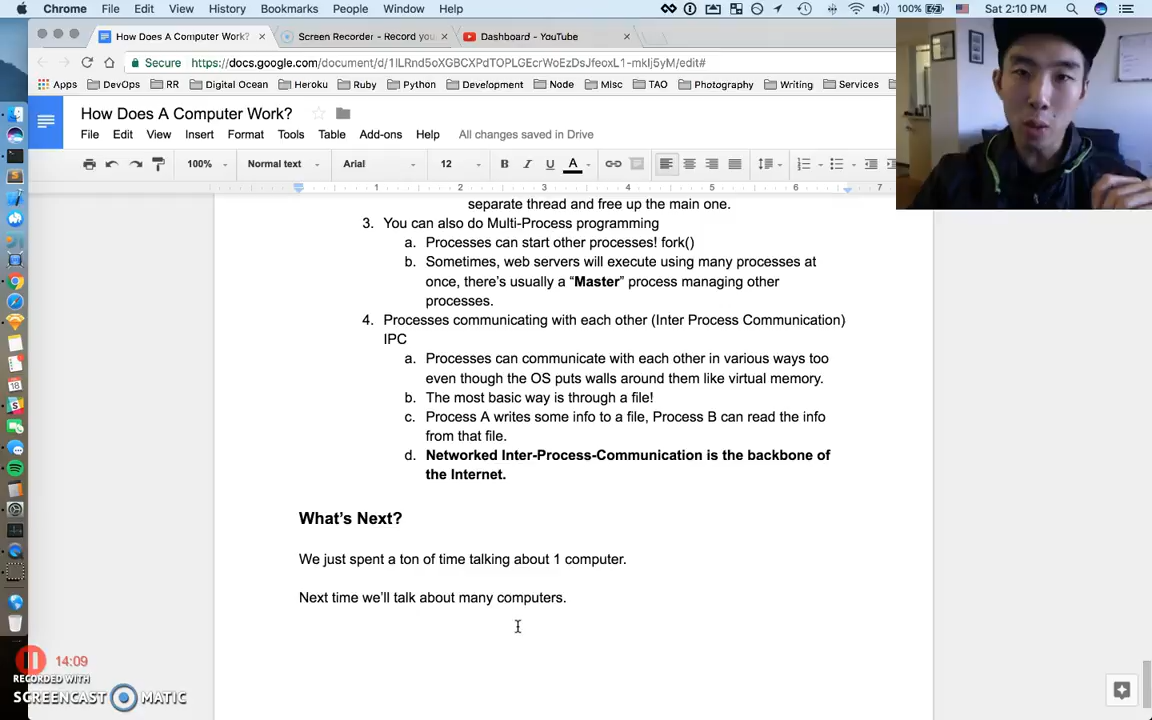 Chrome File Edit View History Bookmarks People Window Help 100% Sat 2:10 PM
How Does A Computer Work? Screen Recorder - Record you Dashboard - YouTube
Secure https://docs.google.com/document/d/
Apps DevOps RR Digital Ocean Heroku Ruby Python Development Node Misc TAO Photography Writing Services
How Does A Computer Work?
File Edit View Insert Format Tools Table Add-ons Help All changes saved in Drive
100% Normal text Arial 12 B I U A
1 2 3 4 5 6 7
separate thread and free up the main one.
3. You can also do Multi-Process programming
a. Processes can start other processes! fork()
b. Sometimes, web servers will execute using many processes at
once, there's usually a “Master” process managing other
processes.
4. Processes communicating with each other (Inter Process Communication)
IPC
a. Processes can communicate with each other in various ways too
even though the OS puts walls around them like virtual memory.
b. The most basic way is through a file!
c. Process A writes some info to a file, Process B can read the info
from that file.
d. Networked Inter-Process-Communication is the backbone of
the Internet.
What's Next?
We just spent a ton of time talking about 1 computer.
Next time we'll talk about many computers.
14:09
RECORDED WITH
SCREENCAST MATIC